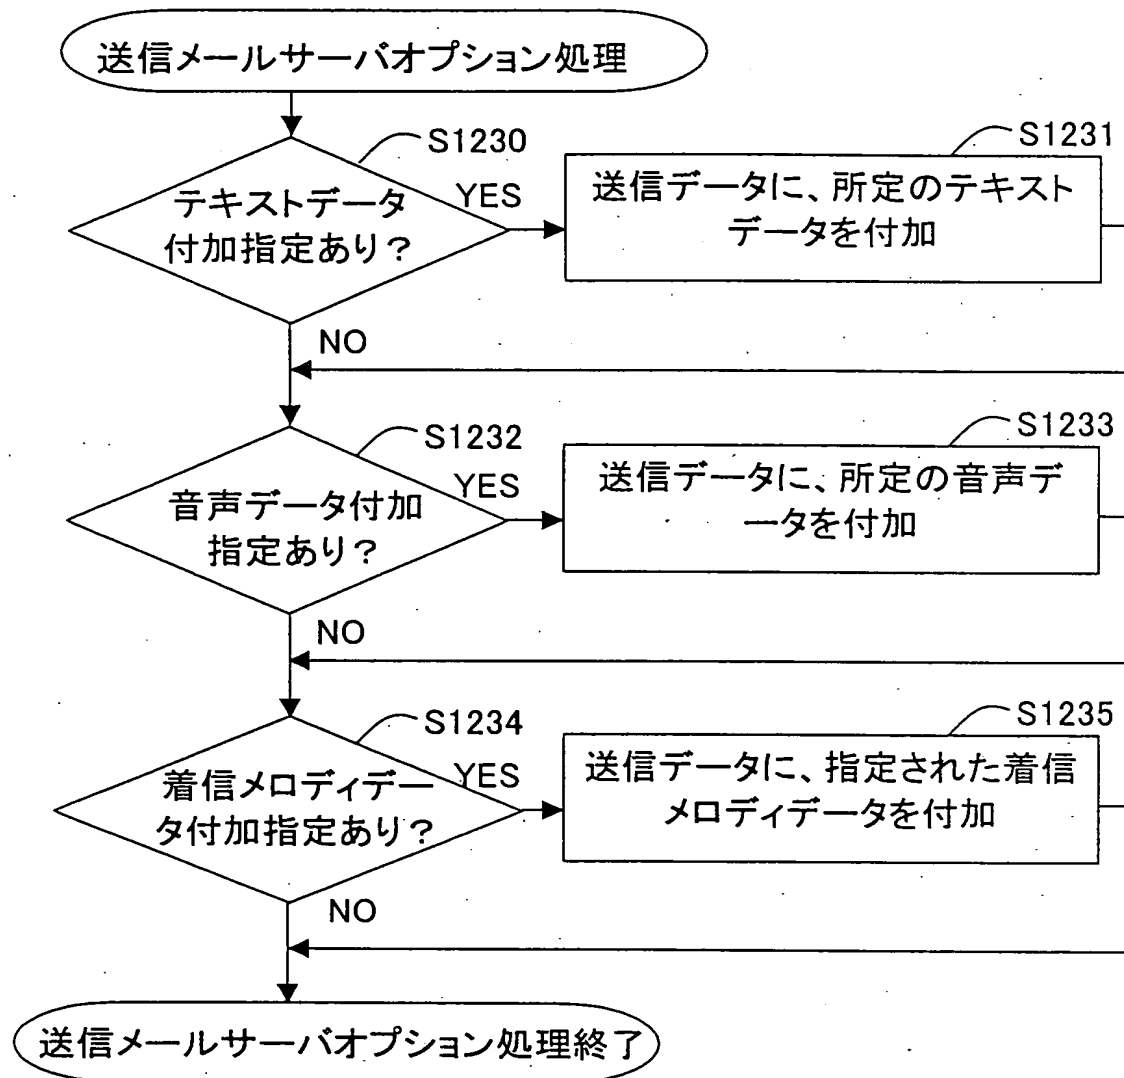 送信メールサーバオプション処理
S1230
テキストデータ
付加指定あり?
YES
S1231
送信データに、所定のテキスト
データを付加
NO
S1232
音声データ付加
指定あり?
YES
S1233
送信データに、所定の音声デ
ータを付加
NO
S1234
着信メロディデー
タ付加指定あり?
YES
S1235
送信データに、指定された着信
メロディデータを付加
NO
送信メールサーバオプション処理終了